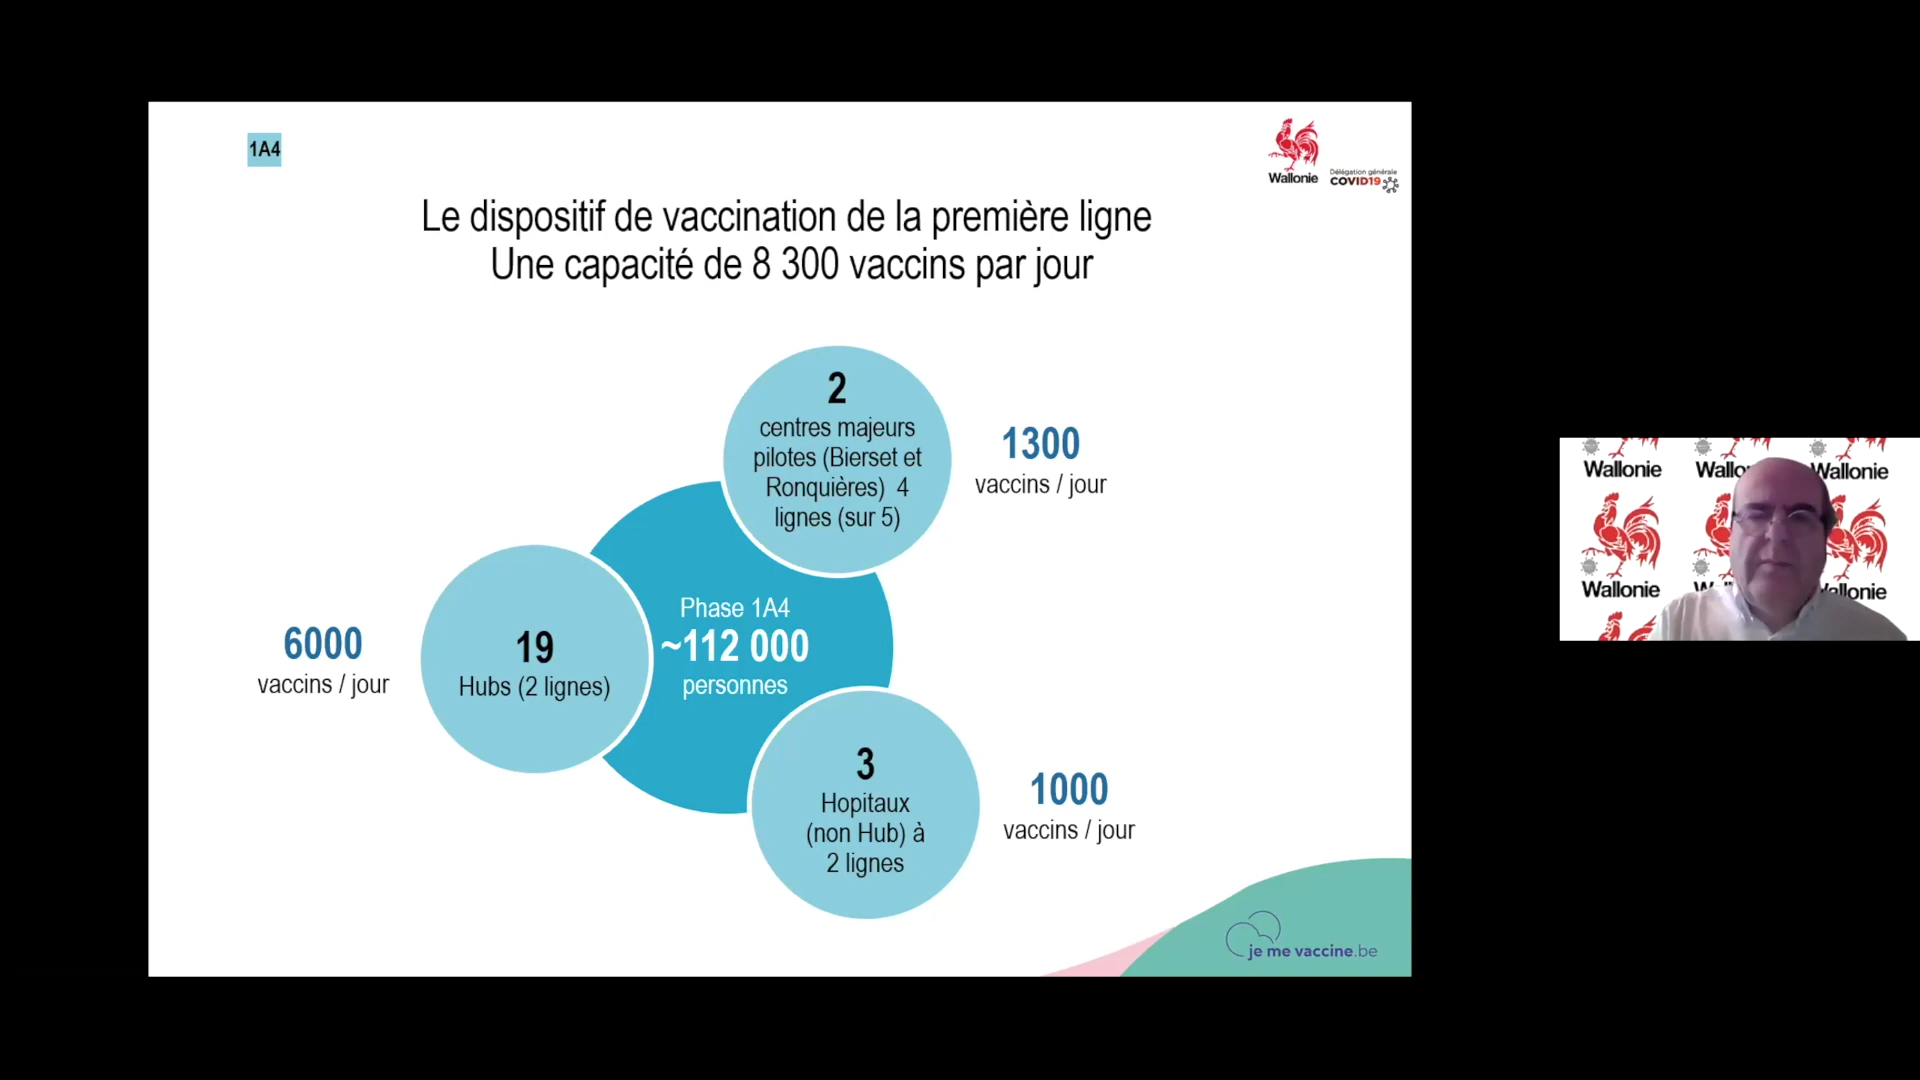 1A4
Wallonie
Délégation générale
COVID19
Le dispositif de vaccination de la première ligne
Une capacité de 8 300 vaccins par jour
2
centres majeurs
pilotes (Bierset et
Ronquières) 4
lignes (sur 5)
1300
vaccins / jour
6000
vaccins / jour
19
Hubs (2 lignes)
Phase 1A4
~112 000
personnes
3
Hopitaux
(non Hub) à
2 lignes
1000
vaccins / jour
je me vaccine.be
Wallonie
Wallo
Wallonie
Wallonie
W
allonie